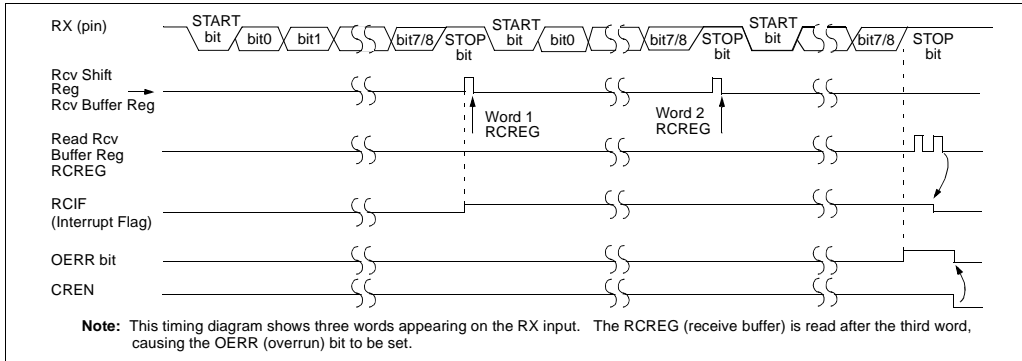 RX (pin) START bit bit0 bit1 bit7/8 STOP bit START bit bit0 bit7/8 STOP bit START bit bit7/8 STOP bit
Rcv Shift
Reg
Rcv Buffer Reg
Word 1
RCREG
Word 2
RCREG
Read Rcv
Buffer Reg
RCREG
RCIF
(Interrupt Flag)
OERR bit
CREN
Note: This timing diagram shows three words appearing on the RX input. The RCREG (receive buffer) is read after the third word,
causing the OERR (overrun) bit to be set.